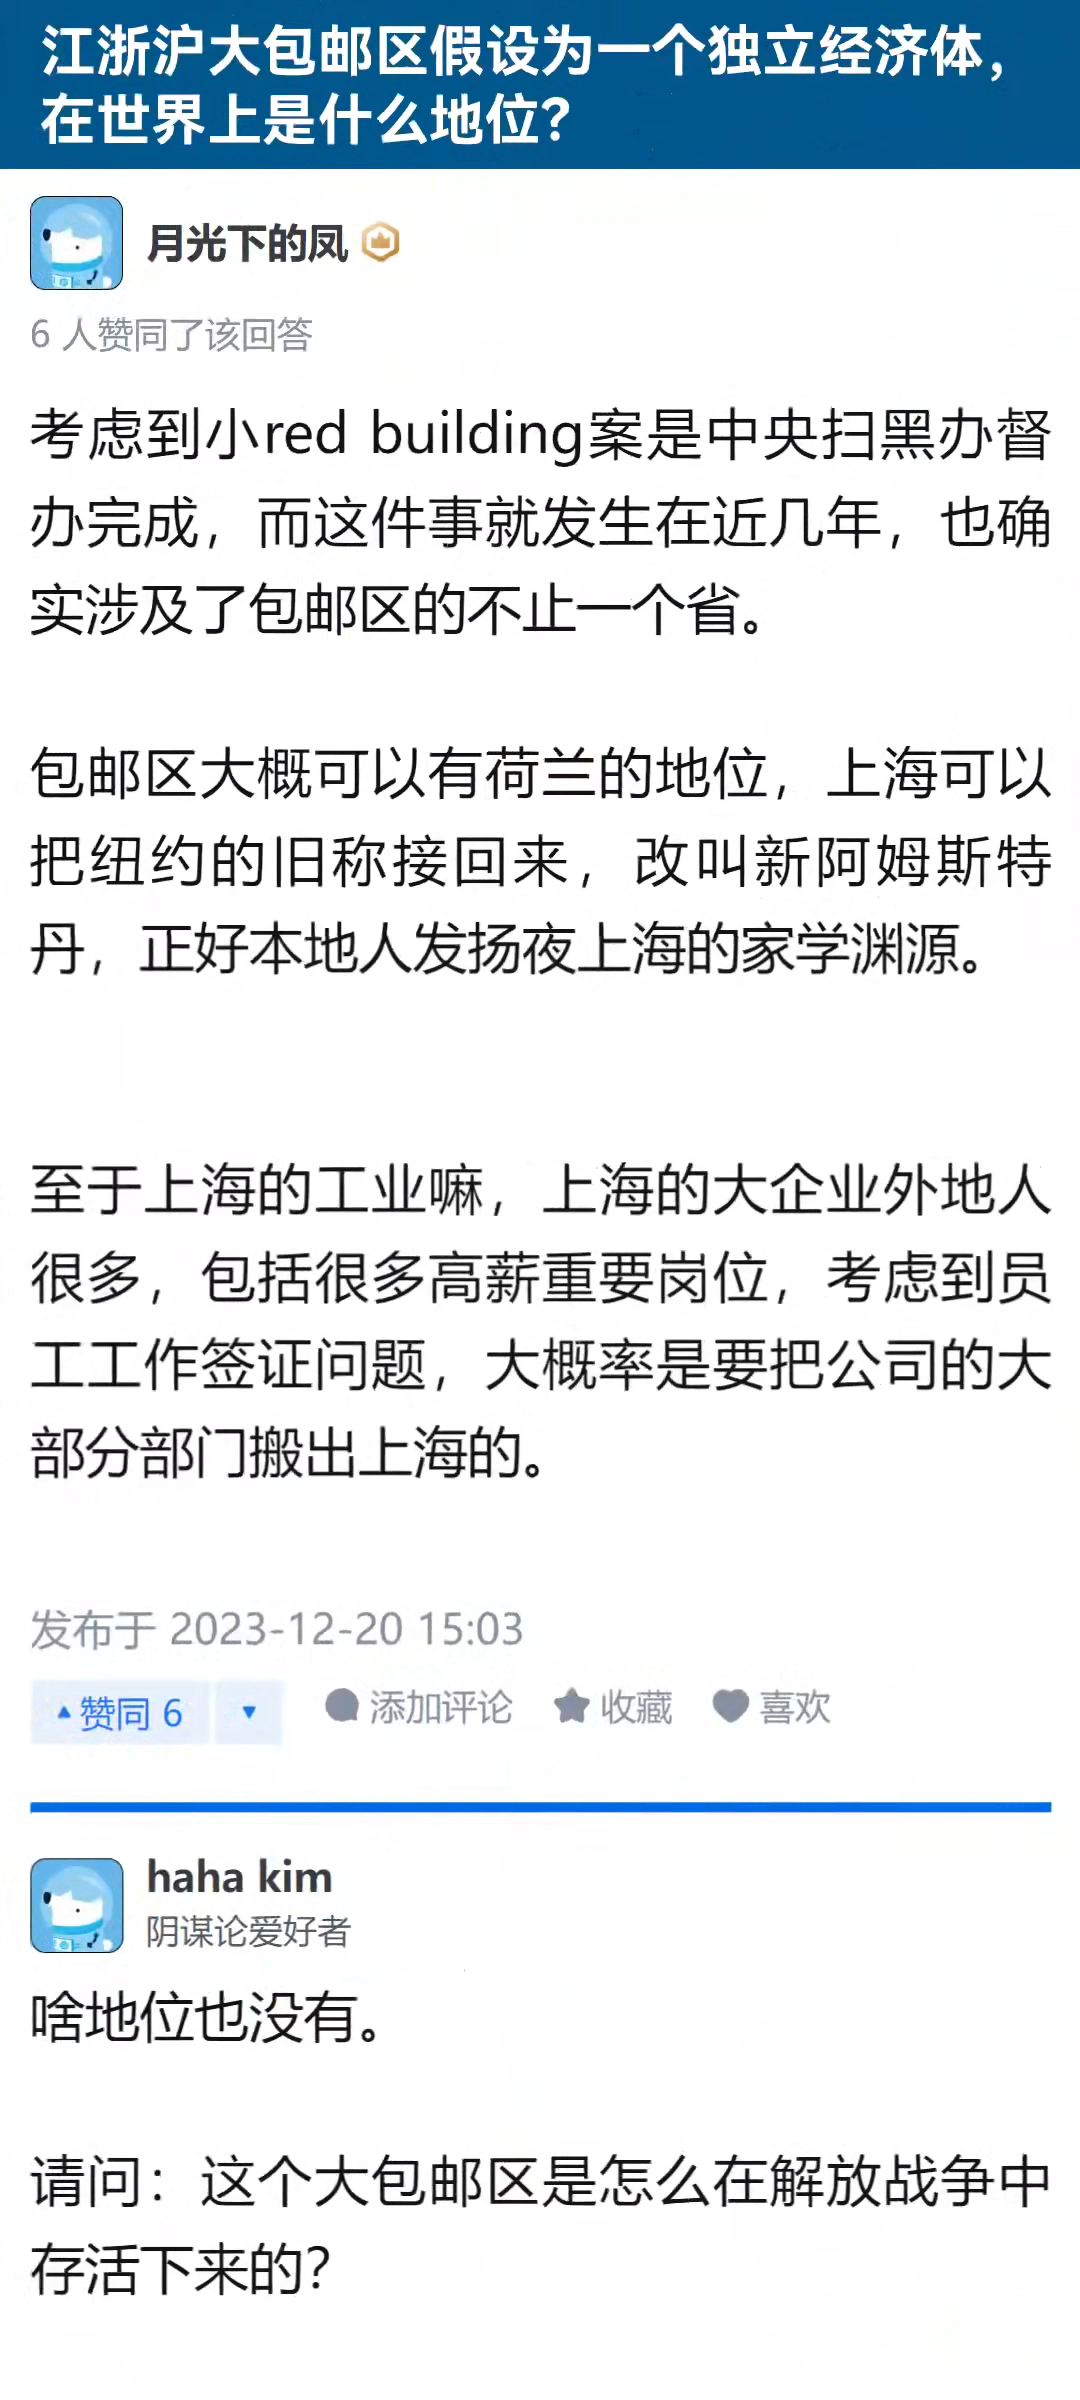 江浙沪大包邮区假设为一个独立经济体，
在世界上是什么地位？
月光下的凤
6 人赞同了该回答
考虑到小red building案是中央扫黑办督
办完成，而这件事就发生在近几年，也确
实涉及了包邮区的不止一个省。
包邮区大概可以有荷兰的地位，上海可以
把纽约的旧称接回来，改叫新阿姆斯特
丹，正好本地人发扬夜上海的家学渊源。
至于上海的工业嘛，上海的大企业外地人
很多，包括很多高薪重要岗位，考虑到员
工工作签证问题，大概率是要把公司的大
部分部门搬出上海的。
发布于 2023-12-20 15:03
赞同 6 添加评论 收藏 喜欢
haha kim
阴谋论爱好者
啥地位也没有。
请问：这个大包邮区是怎么在解放战争中
存活下来的？